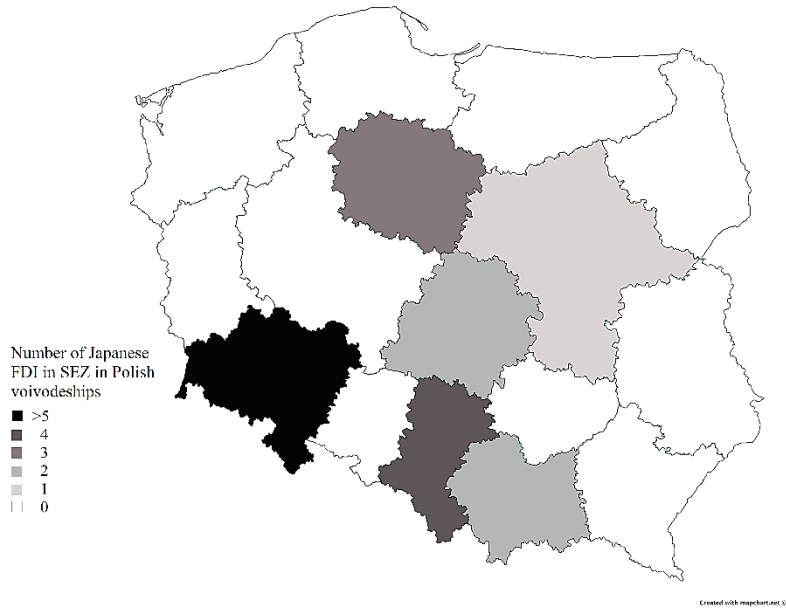 Number of Japanese
FDI in SEZ in Polish
voivodeships
>5
4
3
2
1
0
Created with mapchart.net ©